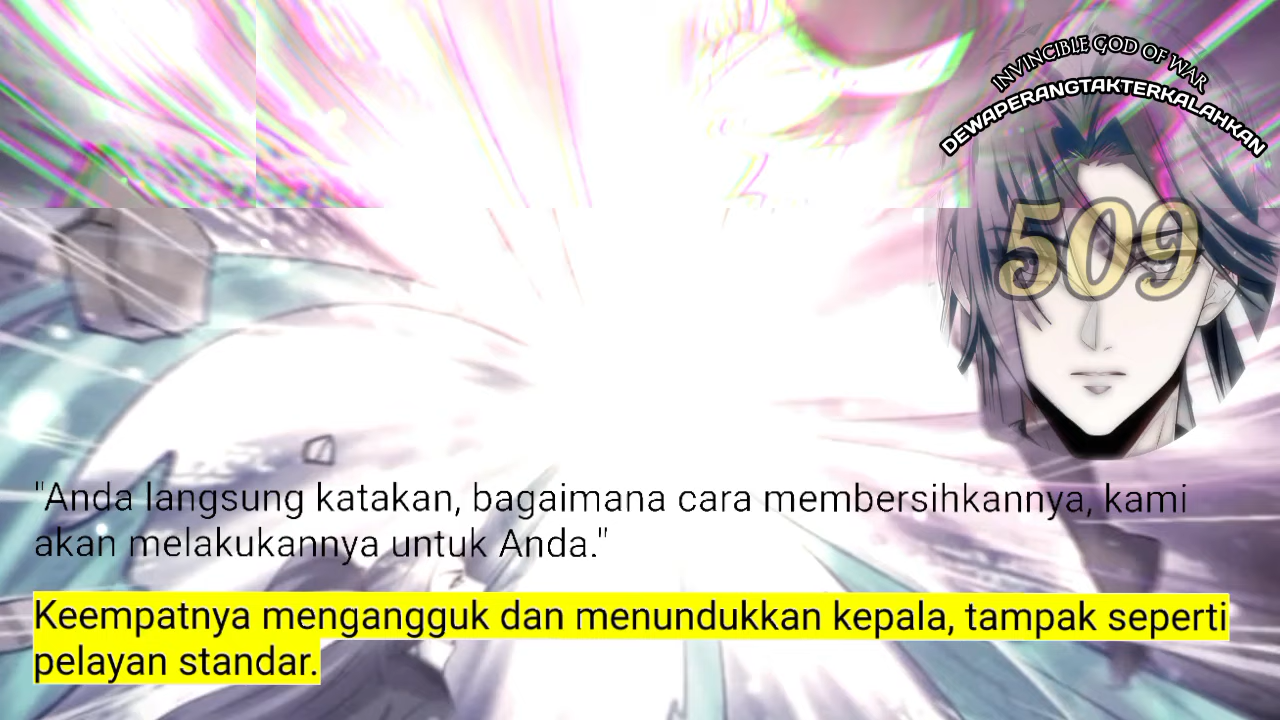 INVINCIBLE GOD OF WAR
DEWAPERANGTAKTERKALAHKAN
509
"Anda langsung katakan, bagaimana cara membersihkannya, kami
akan melakukannya untuk Anda."
Keempatnya mengangguk dan menundukkan kepala, tampak seperti
pelayan standar.